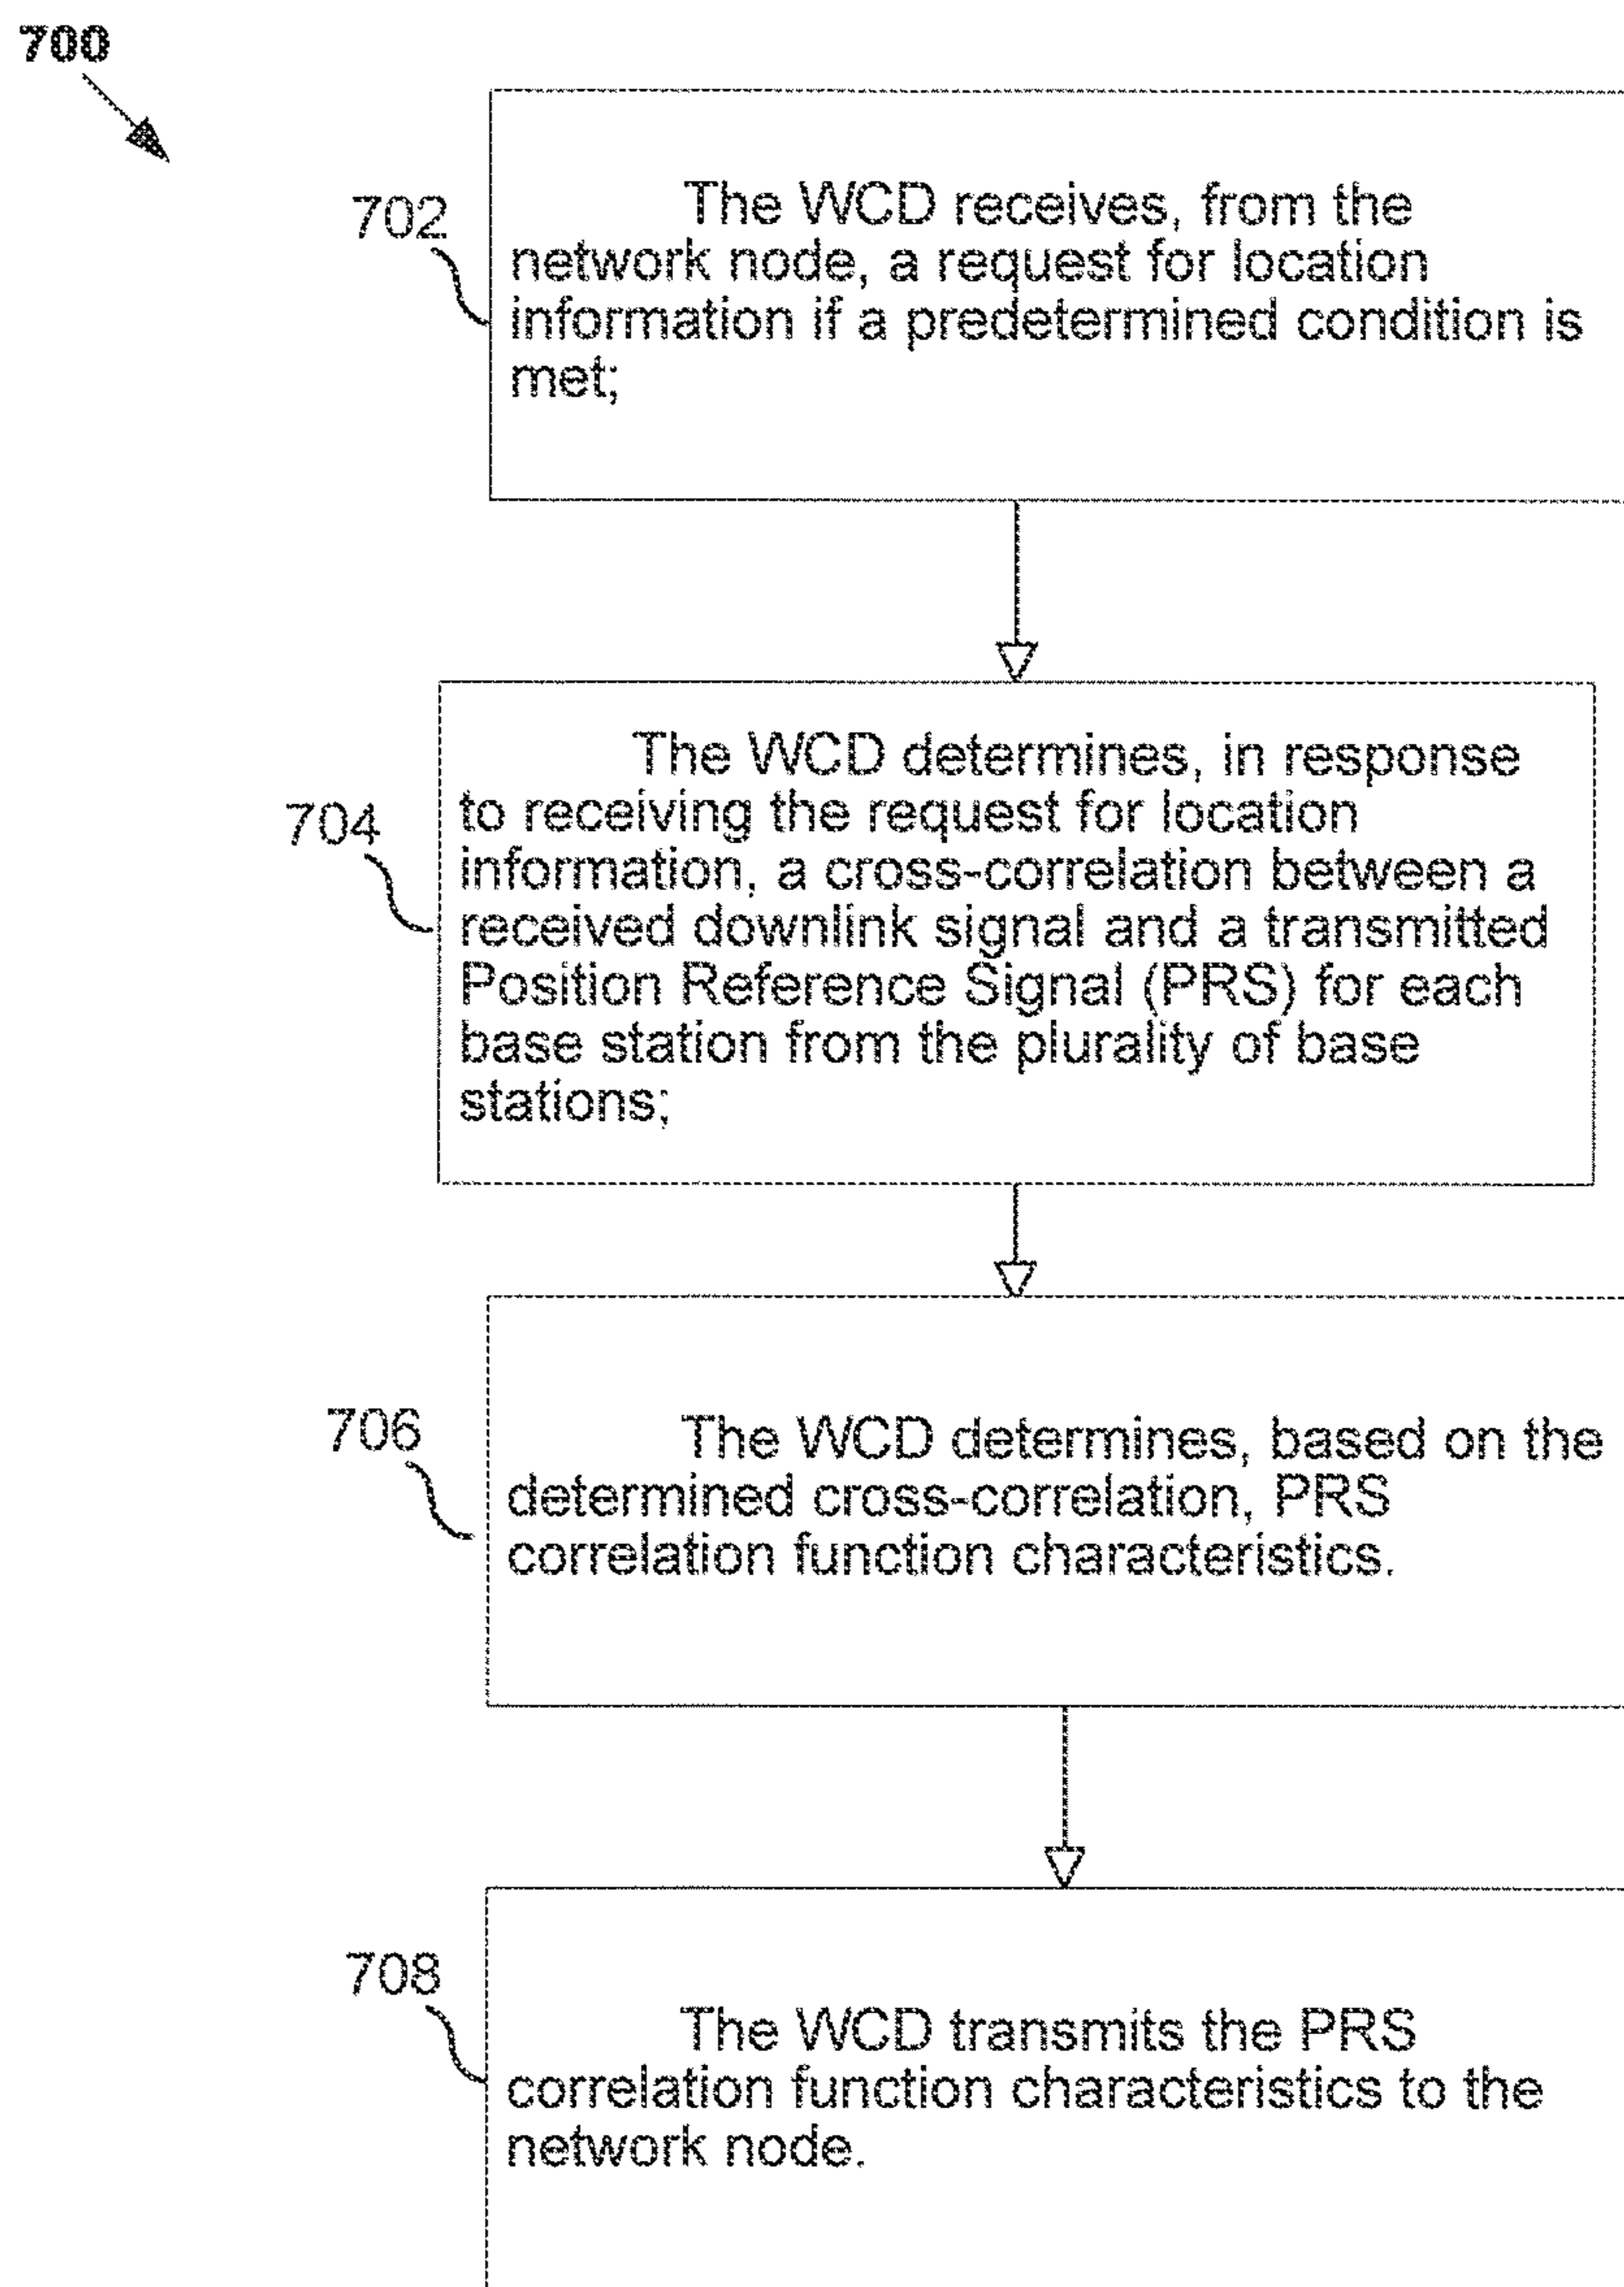 700
702
The WCD receives, from the
network node, a request for location
information if a predetermined condition is
met;
704
The WCD determines, in response
to receiving the request for location
information, a cross-correlation between a
received downlink signal and a transmitted
Position Reference Signal (PRS) for each
base station from the plurality of base
stations;
706
The WCD determines, based on the
determined cross-correlation, PRS
correlation function characteristics.
708
The WCD transmits the PRS
correlation function characteristics to the
network node.